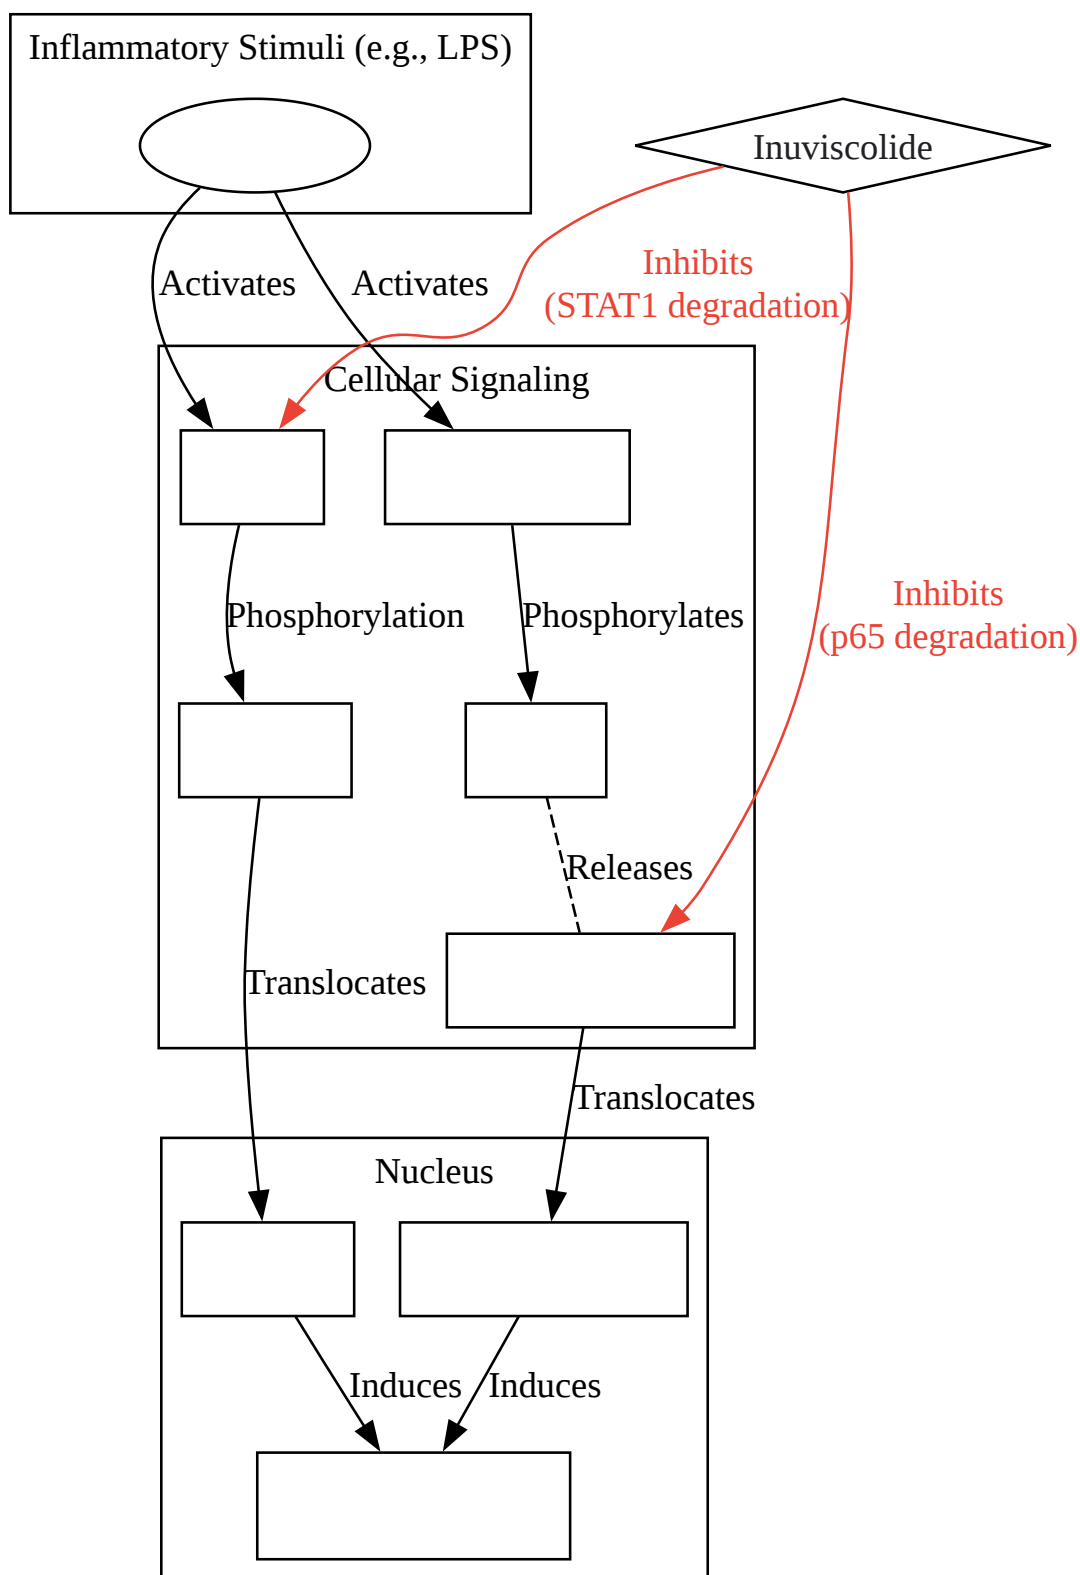 Inflammatory Stimuli (e.g., LPS)
Inuviscolide
Inhibits
(STAT1 degradation)
Activates
Activates
Cellular Signaling
Inhibits
(p65 degradation)
Phosphorylation
Phosphorylates
Releases
Translocates
Translocates
Nucleus
Induces
Induces